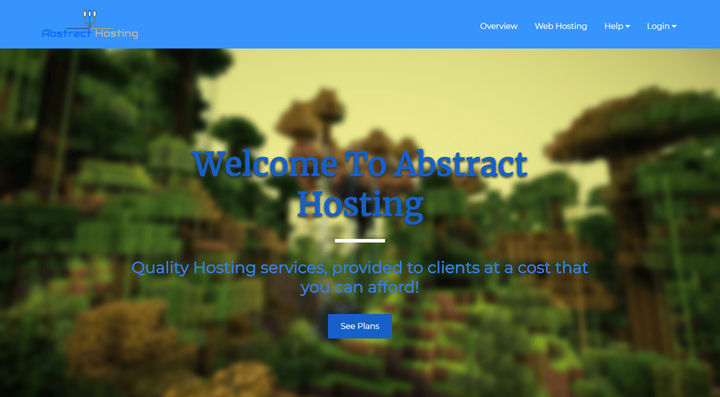 Abstract Hosting
Overview Web Hosting Help Login
Welcome To Abstract
Hosting
Quality Hosting services, provided to clients at a cost that
you can afford!
See Plans